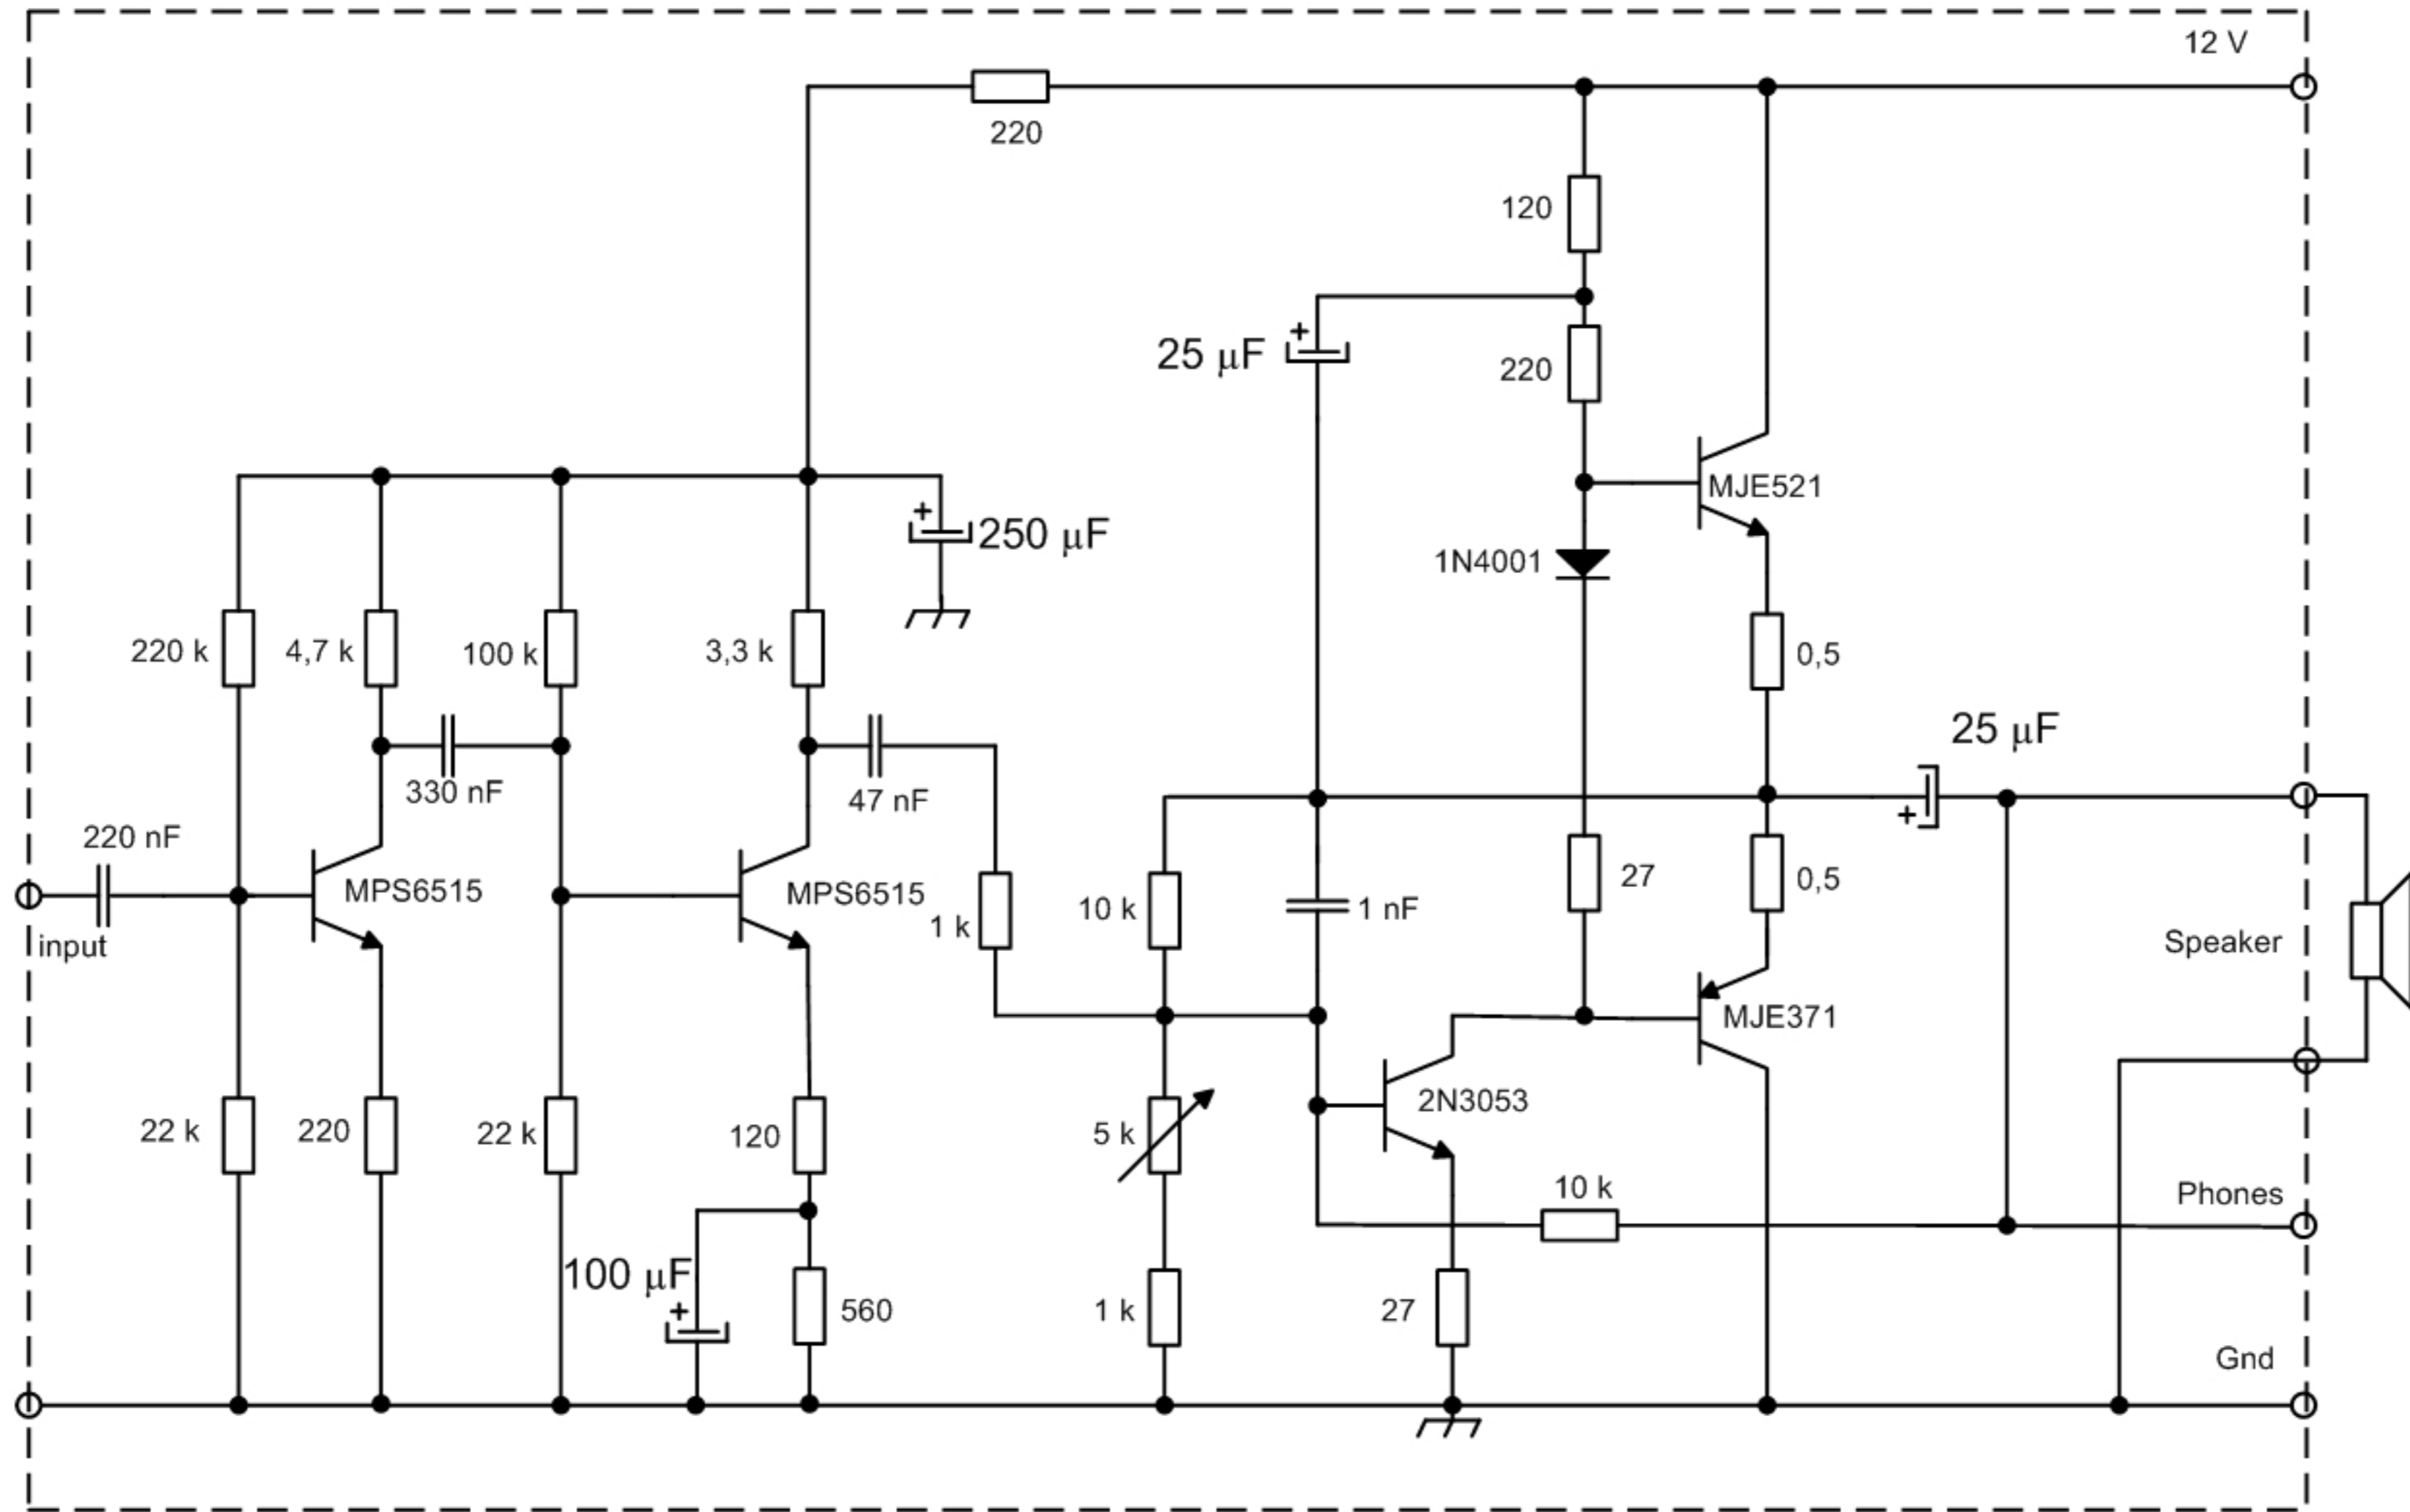 12 V
220
120
25 µF
220
MJE521
250 µF
1N4001
220 k
4,7 k
100 k
3,3 k
0,5
25 µF
330 nF
47 nF
220 nF
MPS6515
MPS6515
1 k
10 k
1 nF
27
0,5
input
Speaker
MJE371
2N3053
22 k
220
22 k
120
5 k
10 k
Phones
100 µF
560
1 k
27
Gnd